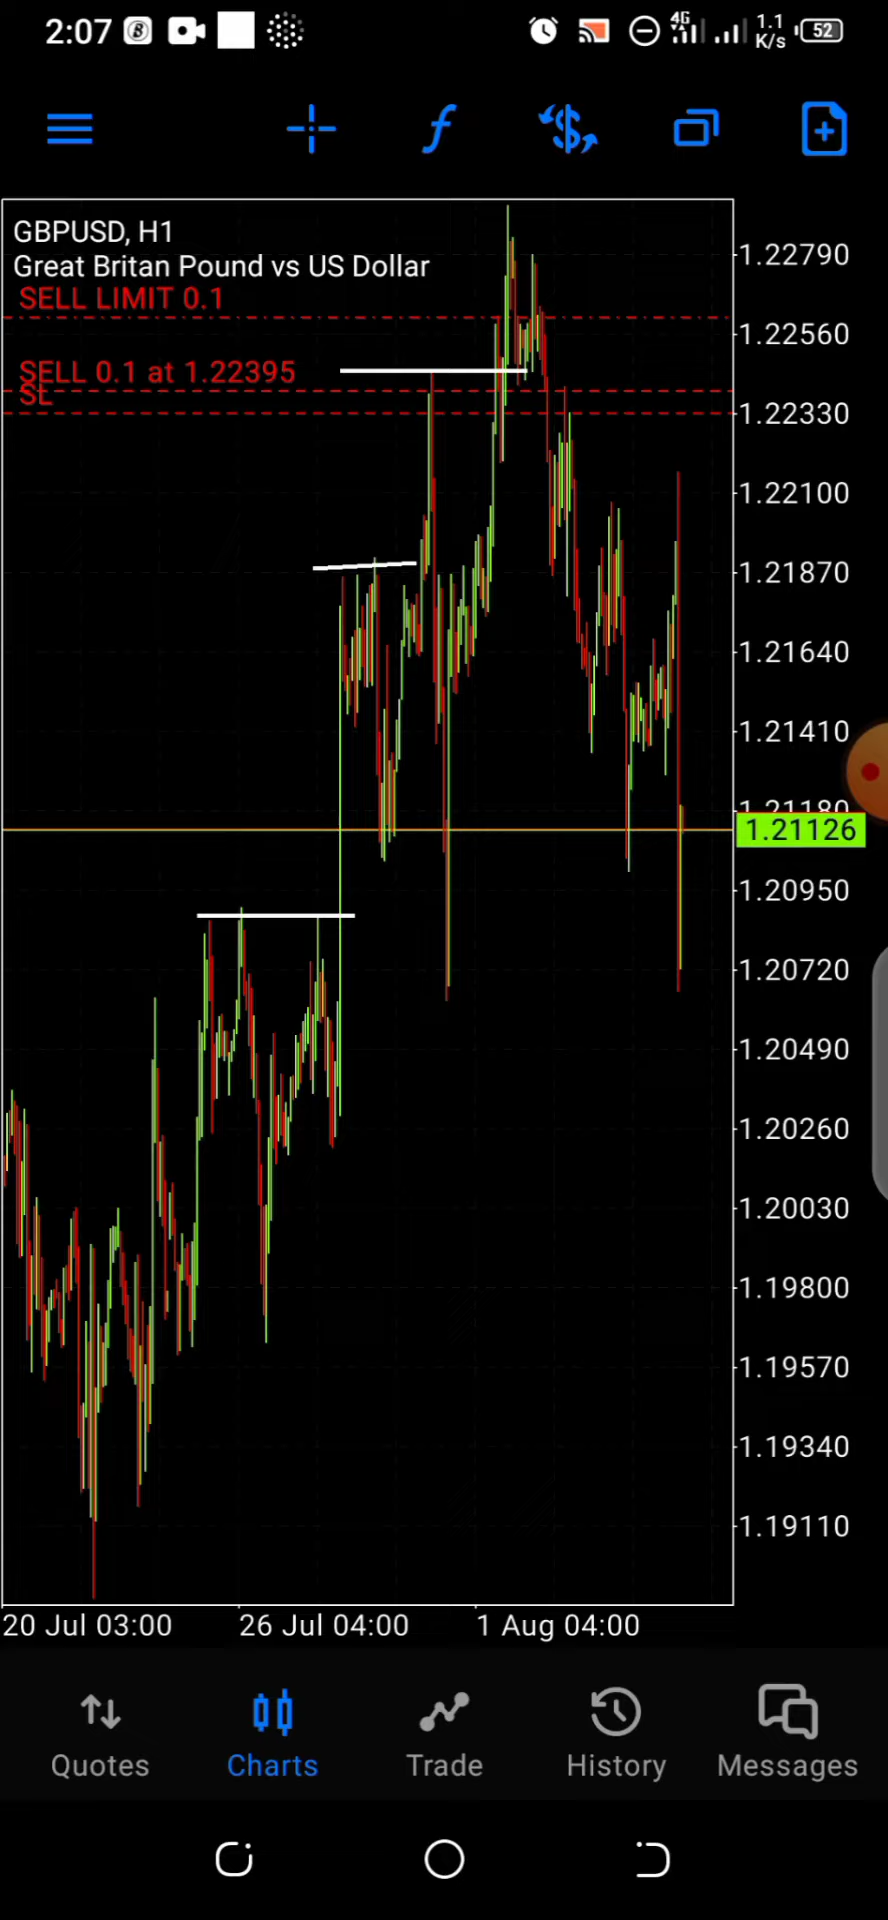 2:07
4G
1.1
K/s
52
GBPUSD, H1
Great Britan Pound vs US Dollar
SELL LIMIT 0.1
SELL 0.1 at 1.22395
SL
1.22790
1.22560
1.22330
1.22100
1.21870
1.21640
1.21410
1.21180
1.21126
1.20950
1.20720
1.20490
1.20260
1.20030
1.19800
1.19570
1.19340
1.19110
20 Jul 03:00
26 Jul 04:00
1 Aug 04:00
Quotes
Charts
Trade
History
Messages